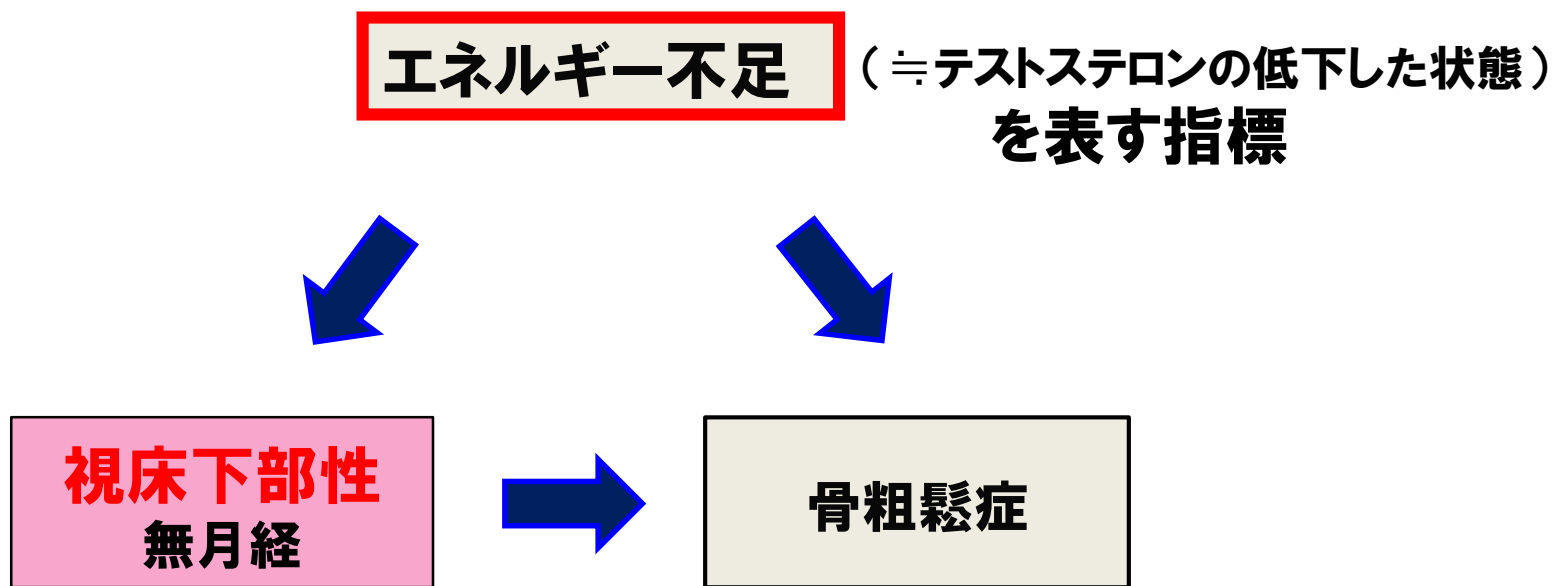 エネルギー不足 （≒テストステロンの低下した状態）
を表す指標
視床下部性
無月経
骨粗鬆症